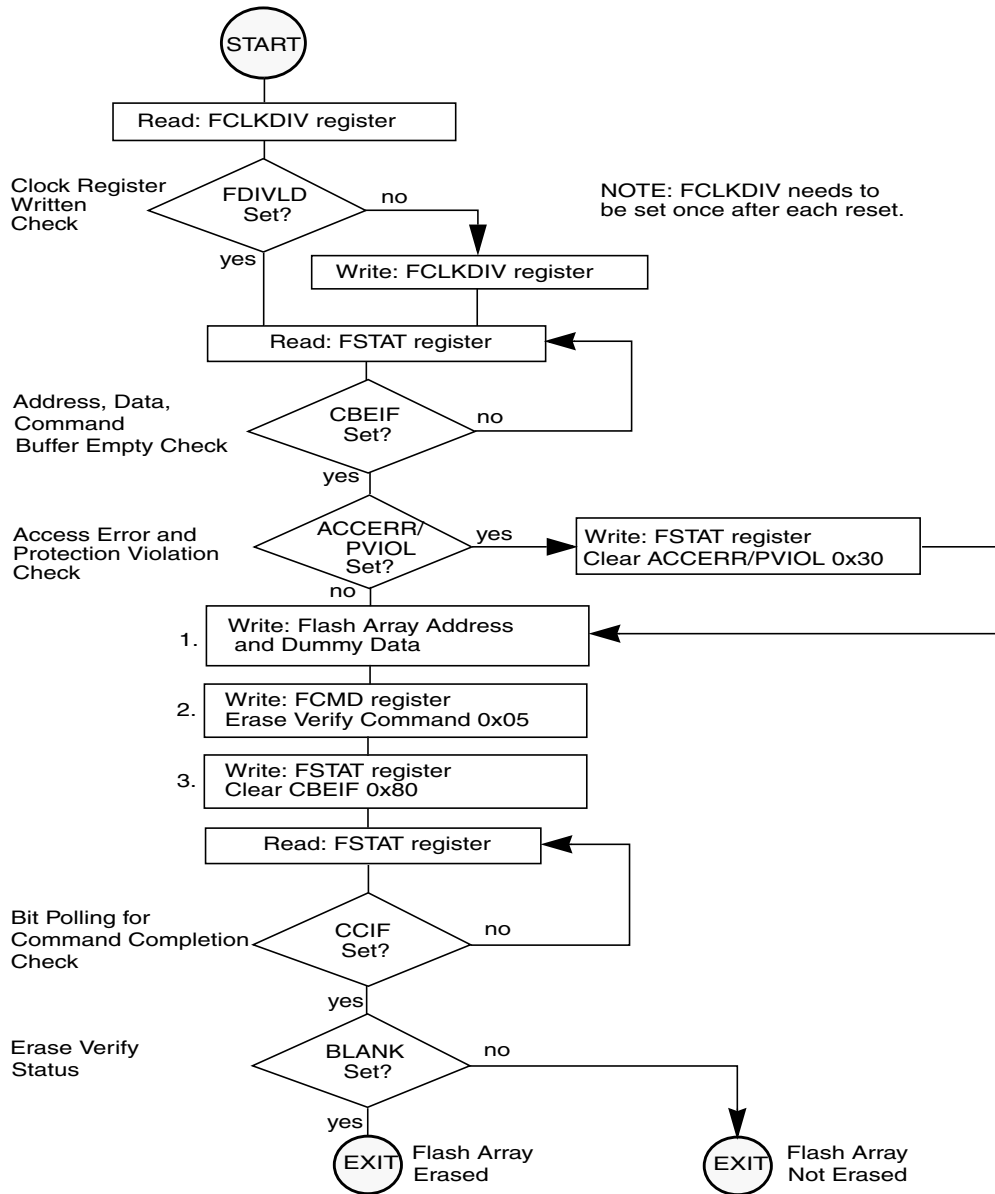 START
Read: FCLKDIV register
Clock Register
Written
Check
FDIVLD
Set?
no
NOTE: FCLKDIV needs to
be set once after each reset.
yes
Write: FCLKDIV register
Read: FSTAT register
Address, Data,
Command
Buffer Empty Check
CBEIF
Set?
no
yes
Access Error and
Protection Violation
Check
ACCERR/
PVIOL
Set?
yes
Write: FSTAT register
Clear ACCERR/PVIOL 0x30
no
1.
Write: Flash Array Address
and Dummy Data
2.
Write: FCMD register
Erase Verify Command 0x05
3.
Write: FSTAT register
Clear CBEIF 0x80
Read: FSTAT register
Bit Polling for
Command Completion
Check
CCIF
Set?
no
yes
Erase Verify
Status
BLANK
Set?
no
yes
EXIT
Flash Array
Erased
EXIT
Flash Array
Not Erased